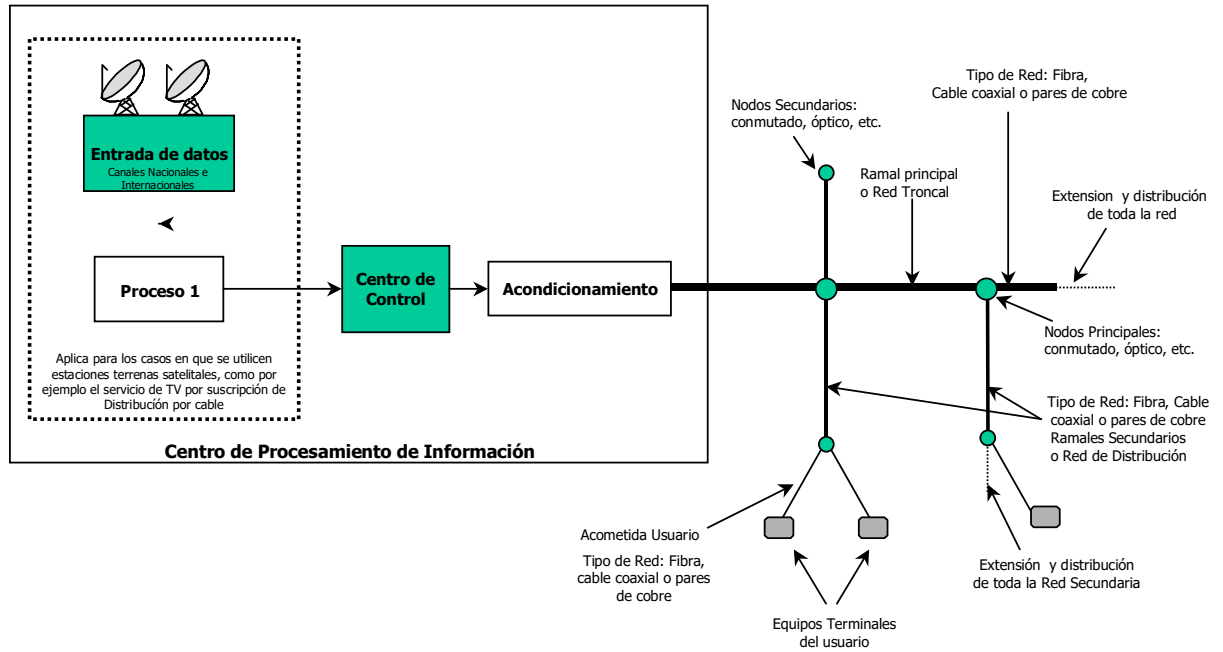 Entrada de datos
Canales Nacionales e
Internacionales
Proceso 1
Aplica para los casos en que se utilicen
estaciones terrenas satelitales, como por
ejemplo el servicio de TV por suscripción de
Distribucíón por cable
Centro de
Control
Acondicionamiento
Centro de Procesamiento de Información
Nodos Secundarios:
conmutado, óptico, etc.
Tipo de Red: Fibra,
Cable coaxial o pares de cobre
Ramal principal
o Red Troncal
Extension y distribución
de toda la red
Nodos Principales:
conmutado, óptico, etc.
Tipo de Red: Fibra, Cable
coaxial o pares de cobre
Ramales Secundarios
o Red de Distribución
Acometida Usuario
Tipo de Red: Fibra,
cable coaxial o pares
de cobre
Extensión y distribución
de toda la Red Secundaria
Equipos Terminales
del usuario